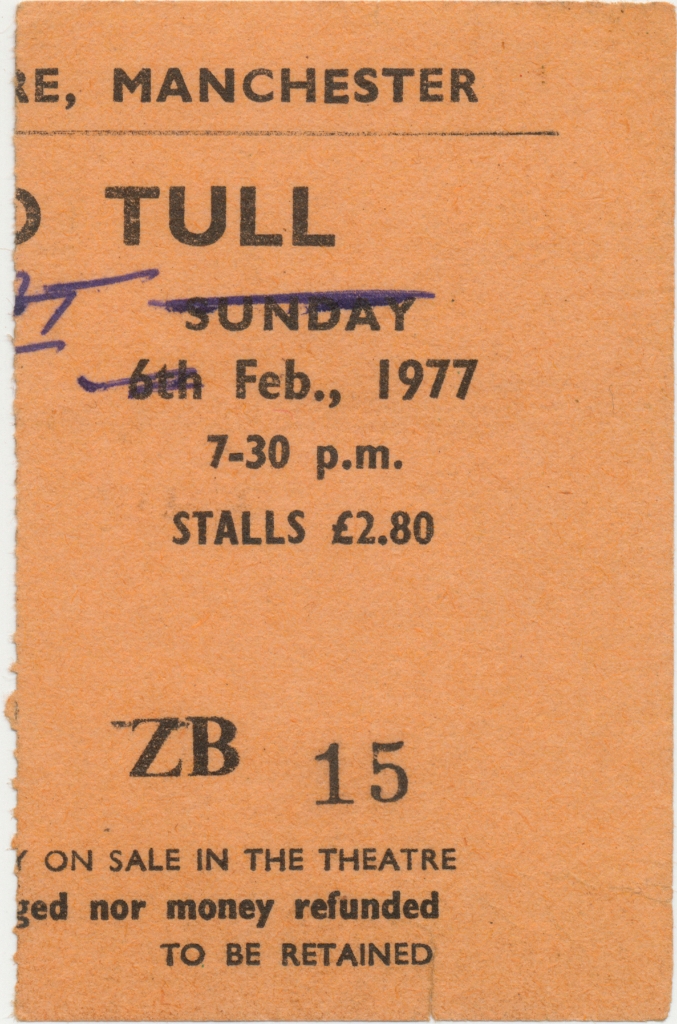 RE, MANCHESTER
O TULL
SUNDAY
6th Feb., 1977
7-30 p.m.
STALLS £2.80
ZB 15
Y ON SALE IN THE THEATRE
ged nor money refunded
TO BE RETAINED